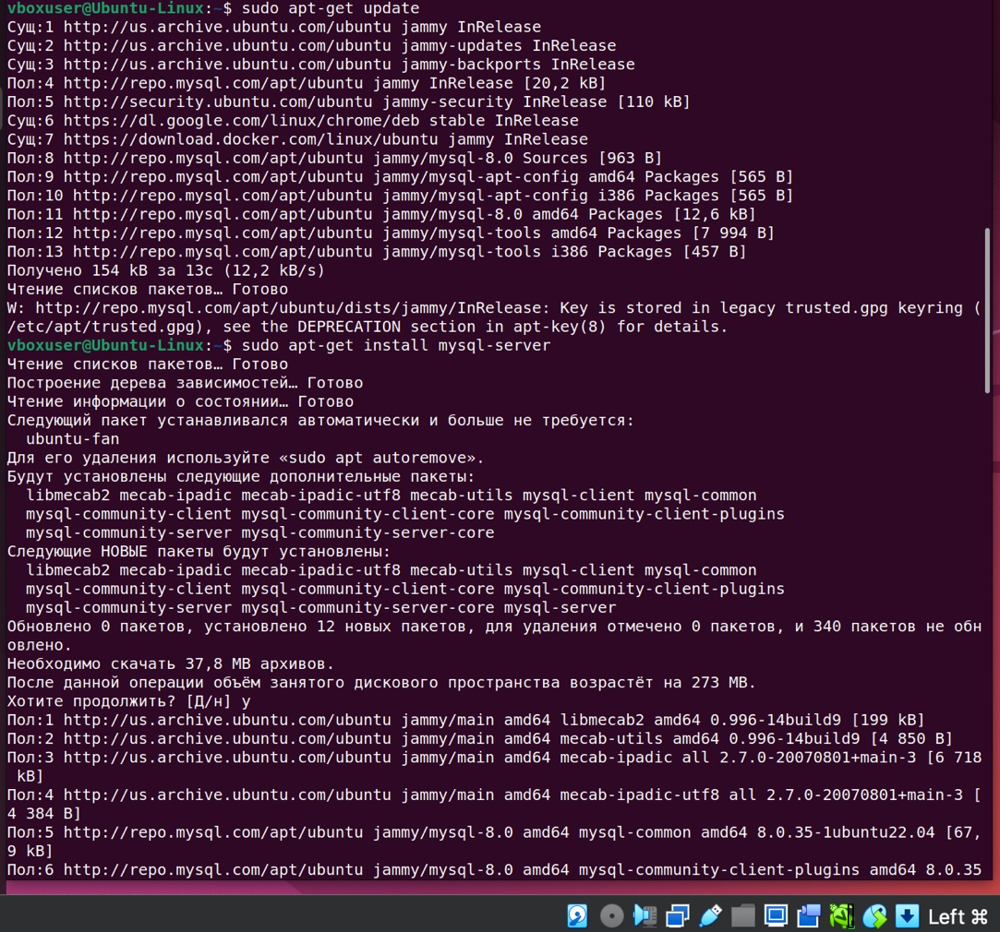 vboxuser@Ubuntu-Linux:~$ sudo apt-get update
Сущ:1 http://us.archive.ubuntu.com/ubuntu jammy InRelease
Сущ:2 http://us.archive.ubuntu.com/ubuntu jammy-updates InRelease
Сущ:3 http://us.archive.ubuntu.com/ubuntu jammy-backports InRelease
Пол:4 http://repo.mysql.com/apt/ubuntu jammy InRelease [20,2 kB]
Пол:5 http://security.ubuntu.com/ubuntu jammy-security InRelease [110 kB]
Сущ:6 https://dl.google.com/linux/chrome/deb stable InRelease
Сущ:7 https://download.docker.com/linux/ubuntu jammy InRelease
Пол:8 http://repo.mysql.com/apt/ubuntu jammy/mysql-8.0 Sources [963 B]
Пол:9 http://repo.mysql.com/apt/ubuntu jammy/mysql-apt-config amd64 Packages [565 B]
Пол:10 http://repo.mysql.com/apt/ubuntu jammy/mysql-apt-config i386 Packages [565 B]
Пол:11 http://repo.mysql.com/apt/ubuntu jammy/mysql-8.0 amd64 Packages [12,6 kB]
Пол:12 http://repo.mysql.com/apt/ubuntu jammy/mysql-tools amd64 Packages [7 994 B]
Пол:13 http://repo.mysql.com/apt/ubuntu jammy/mysql-tools i386 Packages [457 B]
Получено 154 kB за 13с (12,2 kB/s)
Чтение списков пакетов… Готово
W: http://repo.mysql.com/apt/ubuntu/dists/jammy/InRelease: Key is stored in legacy trusted.gpg keyring (
/etc/apt/trusted.gpg), see the DEPRECATION section in apt-key(8) for details.
vboxuser@Ubuntu-Linux:~$ sudo apt-get install mysql-server
Чтение списков пакетов… Готово
Построение дерева зависимостей… Готово
Чтение информации о состоянии… Готово
Следующий пакет устанавливался автоматически и больше не требуется:
  ubuntu-fan
Для его удаления используйте «sudo apt autoremove».
Будут установлены следующие дополнительные пакеты:
  libmecab2 mecab-ipadic mecab-ipadic-utf8 mecab-utils mysql-client mysql-common
  mysql-community-client mysql-community-client-core mysql-community-client-plugins
  mysql-community-server mysql-community-server-core
Следующие НОВЫЕ пакеты будут установлены:
  libmecab2 mecab-ipadic mecab-ipadic-utf8 mecab-utils mysql-client mysql-common
  mysql-community-client mysql-community-client-core mysql-community-client-plugins
  mysql-community-server mysql-community-server-core mysql-server
Обновлено 0 пакетов, установлено 12 новых пакетов, для удаления отмечено 0 пакетов, и 340 пакетов не обн
овлено.
Необходимо скачать 37,8 MB архивов.
После данной операции объём занятого дискового пространства возрастёт на 273 MB.
Хотите продолжить? [Д/н] y
Пол:1 http://us.archive.ubuntu.com/ubuntu jammy/main amd64 libmecab2 amd64 0.996-14build9 [199 kB]
Пол:2 http://us.archive.ubuntu.com/ubuntu jammy/main amd64 mecab-utils amd64 0.996-14build9 [4 850 B]
Пол:3 http://us.archive.ubuntu.com/ubuntu jammy/main amd64 mecab-ipadic all 2.7.0-20070801+main-3 [6 718
 kB]
Пол:4 http://us.archive.ubuntu.com/ubuntu jammy/main amd64 mecab-ipadic-utf8 all 2.7.0-20070801+main-3 [
4 384 B]
Пол:5 http://repo.mysql.com/apt/ubuntu jammy/mysql-8.0 amd64 mysql-common amd64 8.0.35-1ubuntu22.04 [67,
9 kB]
Пол:6 http://repo.mysql.com/apt/ubuntu jammy/mysql-8.0 amd64 mysql-community-client-plugins amd64 8.0.35
Left ⌘